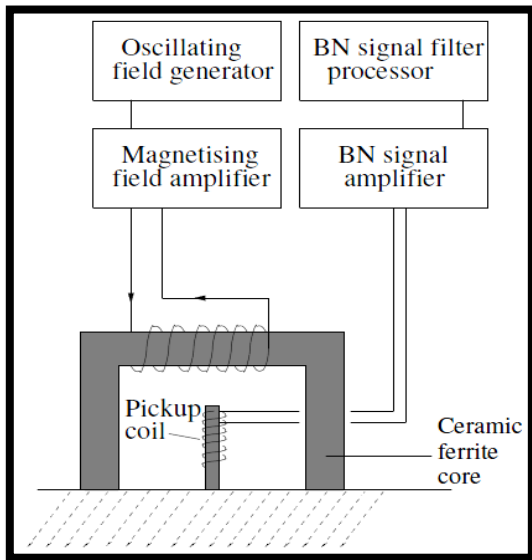 Oscillating
field generator
BN signal filter
processor
Magnetising
field amplifier
BN signal
amplifier
Pickup
coil
Ceramic
ferrite
core